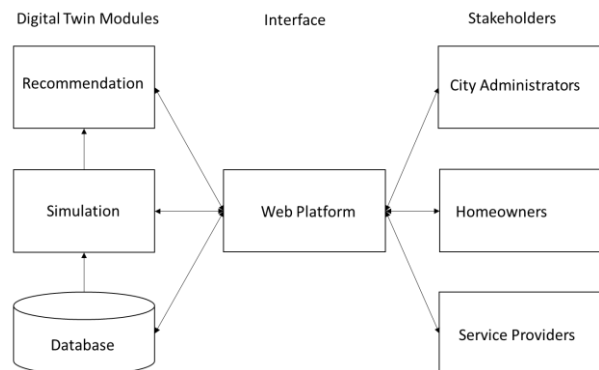 Digital Twin Modules
Interface
Stakeholders
Recommendation
City Administrators
Simulation
Web Platform
Homeowners
Database
Service Providers